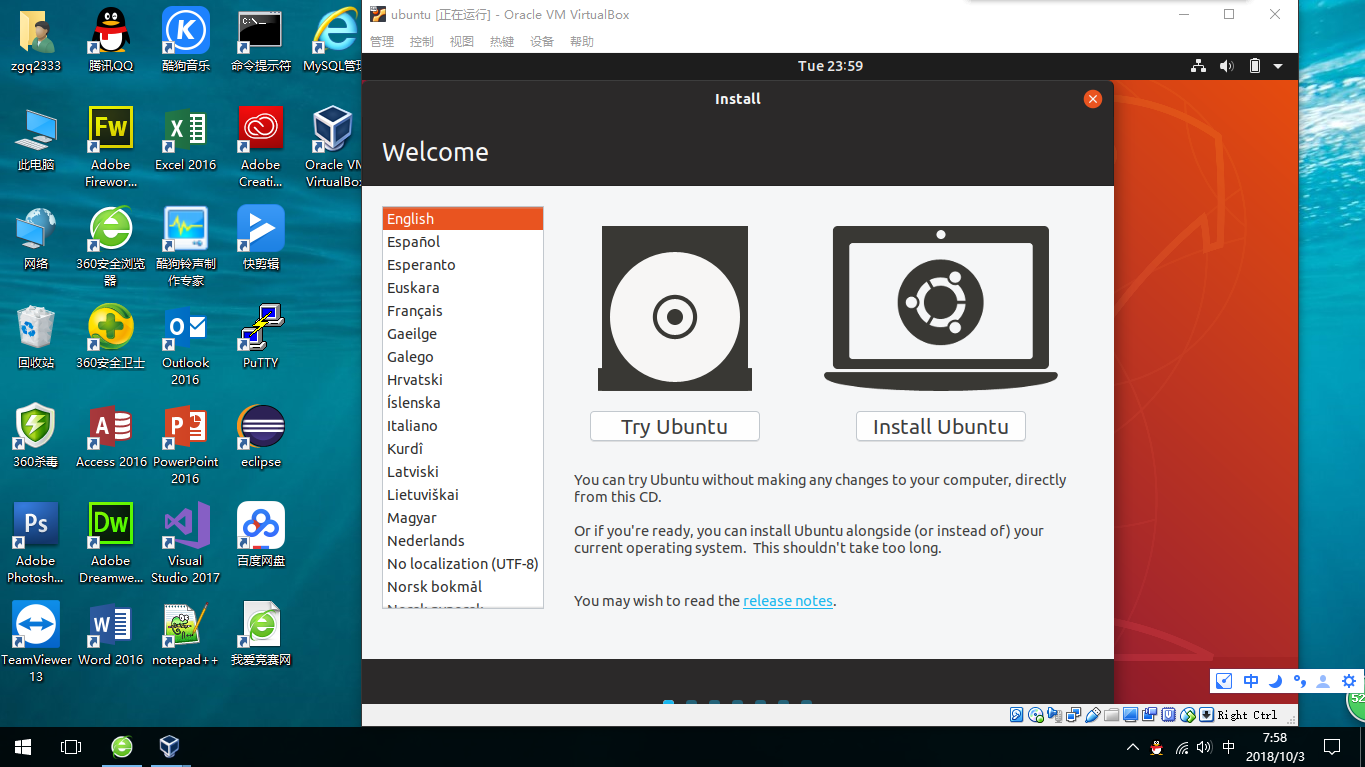 zgq2333
腾讯QQ
酷狗音乐
命令提示符
MySQL管理
此电脑
Fw
Adobe
Firewor...
Excel 2016
Adobe
Creati...
Oracle VM
VirtualBox
网络
360安全浏览
器
酷狗铃声制
作专家
快剪辑
回收站
360安全卫士
Outlook
2016
PuTTY
360杀毒
Access 2016
PowerPoint
2016
eclipse
Ps
Adobe
Photosh...
Dw
Adobe
Dreamwe...
Visual
Studio 2017
百度网盘
TeamViewer
13
Word 2016
notepad++
我爱竞赛网
ubuntu [正在运行] - Oracle VM VirtualBox
管理 控制 视图 热键 设备 帮助
Tue 23:59
Install
Welcome
English
Español
Esperanto
Euskara
Français
Gaeilge
Galego
Hrvatski
Íslenska
Italiano
Kurdî
Latviski
Lietuviškai
Magyar
Nederlands
No localization (UTF-8)
Norsk bokmål
Try Ubuntu
Install Ubuntu
You can try Ubuntu without making any changes to your computer, directly
from this CD.
Or if you're ready, you can install Ubuntu alongside (or instead of) your
current operating system.  This shouldn't take too long.
You may wish to read the release notes.
中
Right Ctrl
中
7:58
2018/10/3